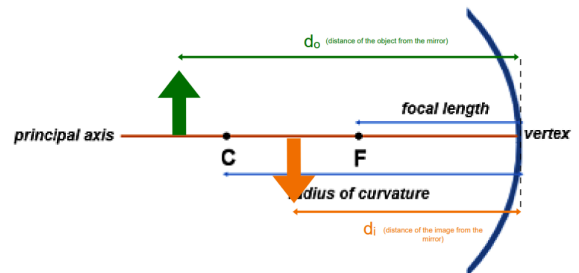 do (distance of the object from the mirror)
focal length
principal axis
vertex
C
F
radius of curvature
di (distance of the image from the
mirror)